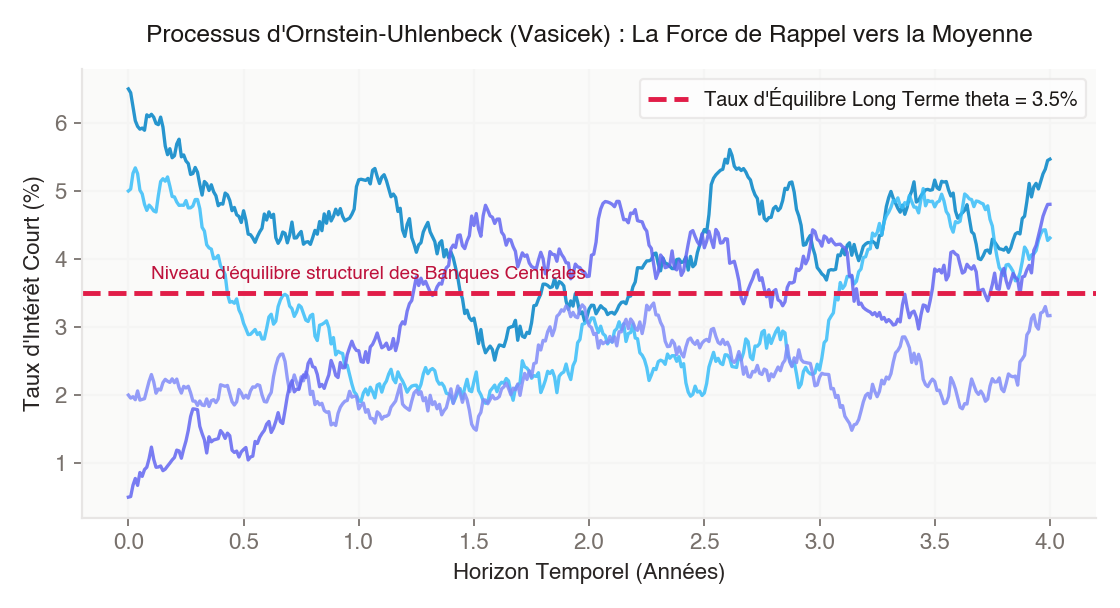 Processus d'Ornstein-Uhlenbeck (Vasicek) : La Force de Rappel vers la Moyenne
Taux d'Équilibre Long Terme theta = 3.5%
Taux d'Intérêt Court (%)
6
5
4
3
2
1
Niveau d'équilibre structurel des Banques Centrales
0.0 0.5 1.0 1.5 2.0 2.5 3.0 3.5 4.0
Horizon Temporel (Années)